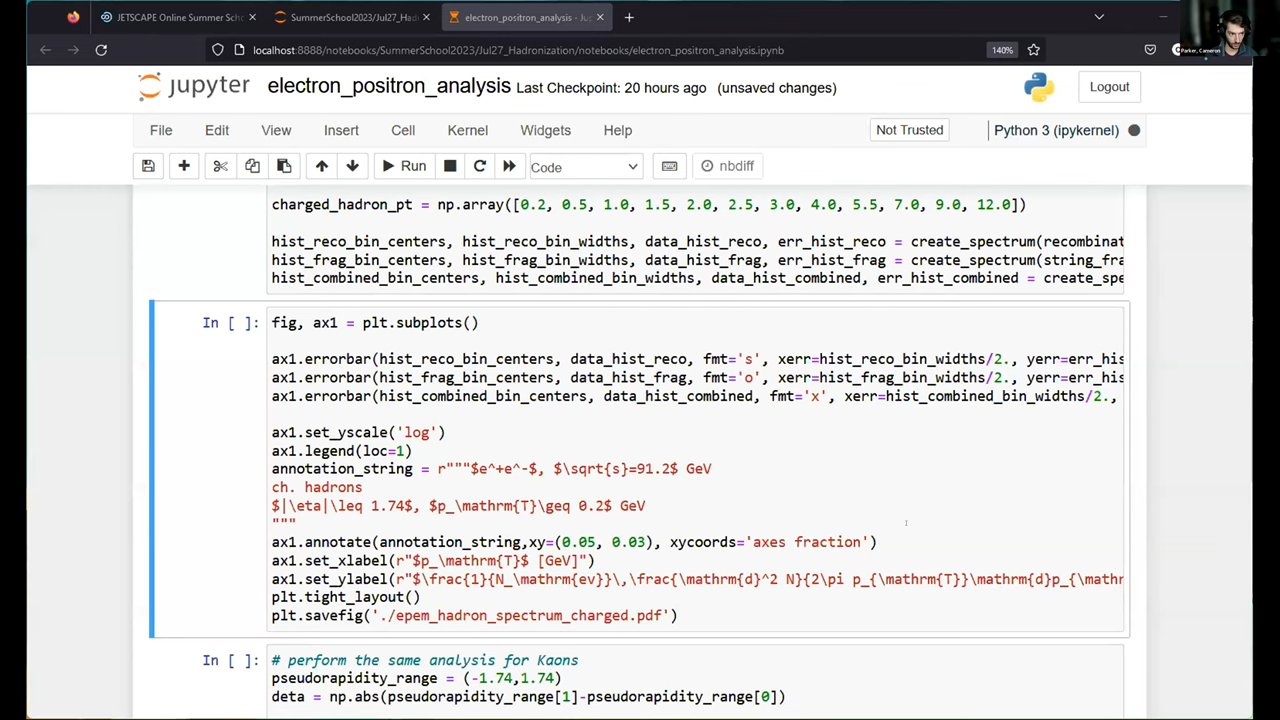 JETSCAPE Online Summer Sch
SummerSchool2023/Jul27_Had
electron_positron_analysis - Ju
localhost:8888/notebooks/SummerSchool2023/Jul27_Hadronization/notebooks/electron_positron_analysis.ipynb
140%
Parker, Cameron
jupyter electron_positron_analysis Last Checkpoint: 20 hours ago (unsaved changes)
Logout
File Edit View Insert Cell Kernel Widgets Help
Not Trusted
Python 3 (ipykernel)
Run
Code
nbdiff
charged_hadron_pt = np.array([0.2, 0.5, 1.0, 1.5, 2.0, 2.5, 3.0, 4.0, 5.5, 7.0, 9.0, 12.0])
hist_reco_bin_centers, hist_reco_bin_widths, data_hist_reco, err_hist_reco = create_spectrum(recombinat
hist_frag_bin_centers, hist_frag_bin_widths, data_hist_frag, err_hist_frag = create_spectrum(string_fra
hist_combined_bin_centers, hist_combined_bin_widths, data_hist_combined, err_hist_combined = create_spe
In [ ]: fig, ax1 = plt.subplots()
ax1.errorbar(hist_reco_bin_centers, data_hist_reco, fmt='s', xerr=hist_reco_bin_widths/2., yerr=err_his
ax1.errorbar(hist_frag_bin_centers, data_hist_frag, fmt='o', xerr=hist_frag_bin_widths/2., yerr=err_his
ax1.errorbar(hist_combined_bin_centers, data_hist_combined, fmt='x', xerr=hist_combined_bin_widths/2.,
ax1.set_yscale('log')
ax1.legend(loc=1)
annotation_string = r"""$e^+e^-$, $\sqrt{s}=91.2$ GeV
ch. hadrons
$|\eta|\leq 1.74$, $p_\mathrm{T}\geq 0.2$ GeV
"""
ax1.annotate(annotation_string,xy=(0.05, 0.03), xycoords='axes fraction')
ax1.set_xlabel(r"$p_\mathrm{T}$ [GeV]")
ax1.set_ylabel(r"$\frac{1}{N_\mathrm{ev}}\,\frac{\mathrm{d}^2 N}{2\pi p_{\mathrm{T}}\mathrm{d}p_{\mathr
plt.tight_layout()
plt.savefig('./epem_hadron_spectrum_charged.pdf')
In [ ]: # perform the same analysis for Kaons
pseudorapidity_range = (-1.74,1.74)
deta = np.abs(pseudorapidity_range[1]-pseudorapidity_range[0])